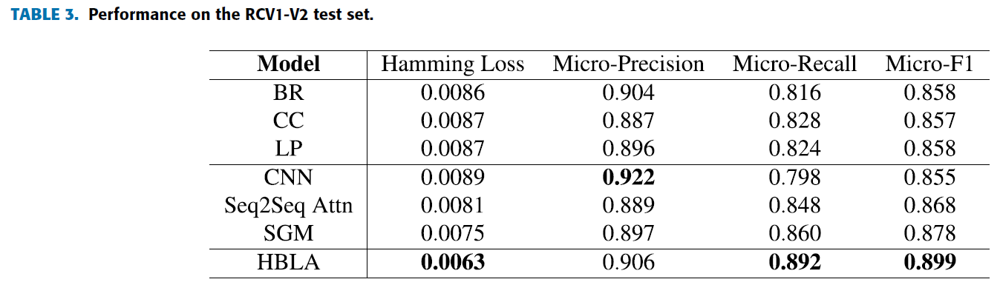 TABLE 3. Performance on the RCV1-V2 test set.
Model Hamming Loss Micro-Precision Micro-Recall Micro-F1
BR 0.0086 0.904 0.816 0.858
CC 0.0087 0.887 0.828 0.857
LP 0.0087 0.896 0.824 0.858
CNN 0.0089 0.922 0.798 0.855
Seq2Seq Attn 0.0081 0.889 0.848 0.868
SGM 0.0075 0.897 0.860 0.878
HBLA 0.0063 0.906 0.892 0.899